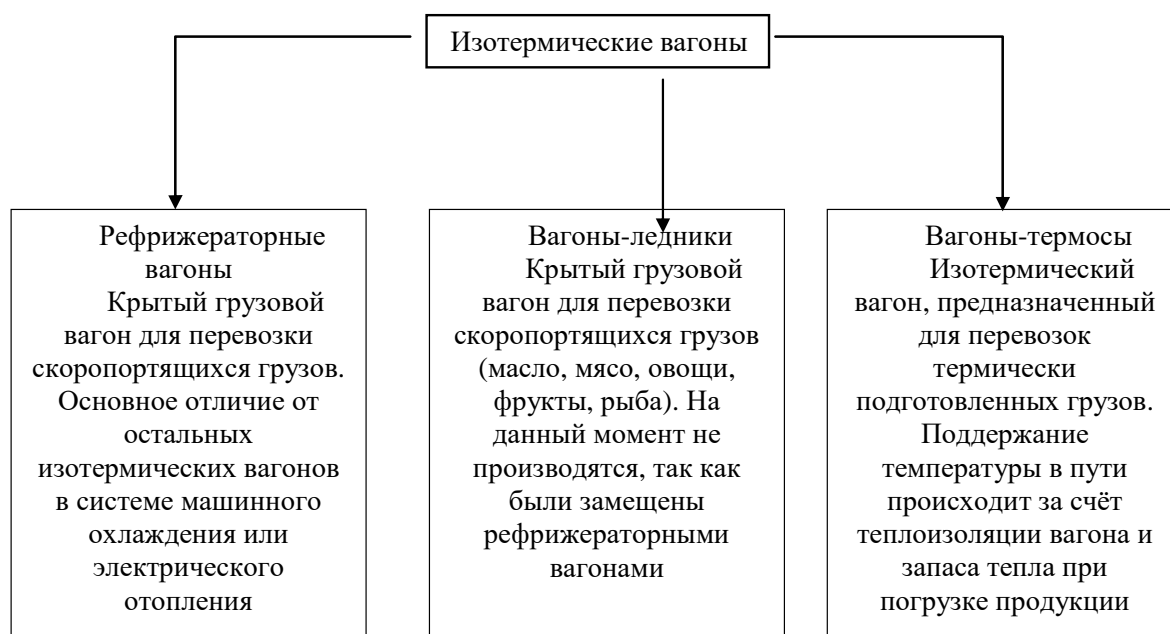 Изотермические вагоны
Рефрижераторные
вагоны
Крытый грузовой
вагон для перевозки
скоропортящихся грузов.
Основное отличие от
остальных
изотермических вагонов
в системе машинного
охлаждения или
электрического
отопления
Вагоны-ледники
Крытый грузовой
вагон для перевозки
скоропортящихся грузов
(масло, мясо, овощи,
фрукты, рыба). На
данный момент не
производятся, так как
были замещены
рефрижераторными
вагонами
Вагоны-термосы
Изотермический
вагон, предназначенный
для перевозок
термически
подготовленных грузов.
Поддержание
температуры в пути
происходит за счёт
теплоизоляции вагона и
запаса тепла при
погрузке продукции